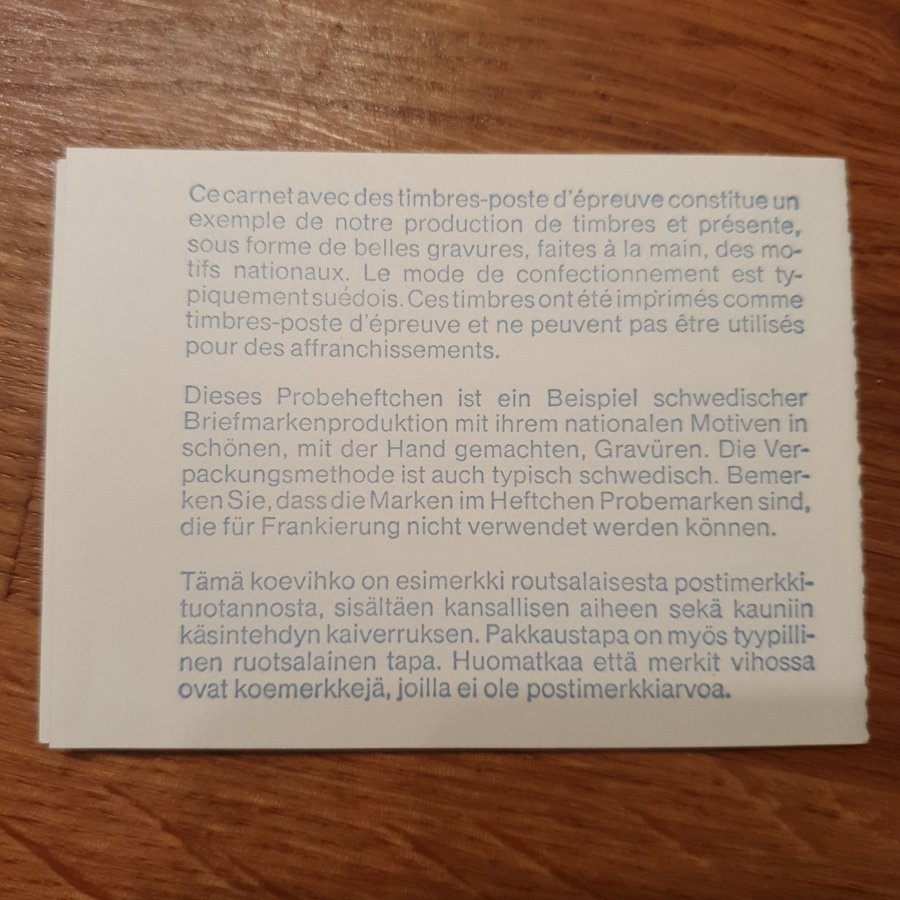 Ce carnet avec des timbres-poste d'épreuve constitue un
exemple de notre production de timbres et présente,
sous forme de belles gravures, faites à la main, des mo-
tifs nationaux. Le mode de confectionnement est ty-
piquement suédois. Ces timbres ont été imprimés comme
timbres-poste d'épreuve et ne peuvent pas être utilisés
pour des affranchissements.
Dieses Probeheftchen ist ein Beispiel schwedischer
Briefmarkenproduktion mit ihrem nationalen Motiven in
schönen, mit der Hand gemachten, Gravüren. Die Ver-
packungsmethode ist auch typisch schwedisch. Bemer-
ken Sie, dass die Marken im Heftchen Probemarken sind,
die für Frankierung nicht verwendet werden können.
Tämä koevihko on esimerkki routsalaisesta postimerkki-
tuotannosta, sisältäen kansallisen aiheen sekä kauniin
käsintehdyn kaiverruksen. Pakkaustapa on myös tyypilli-
nen ruotsalainen tapa. Huomatkaa että merkit vihossa
ovat koemerkkejä, joilla ei ole postimerkkiarvoa.